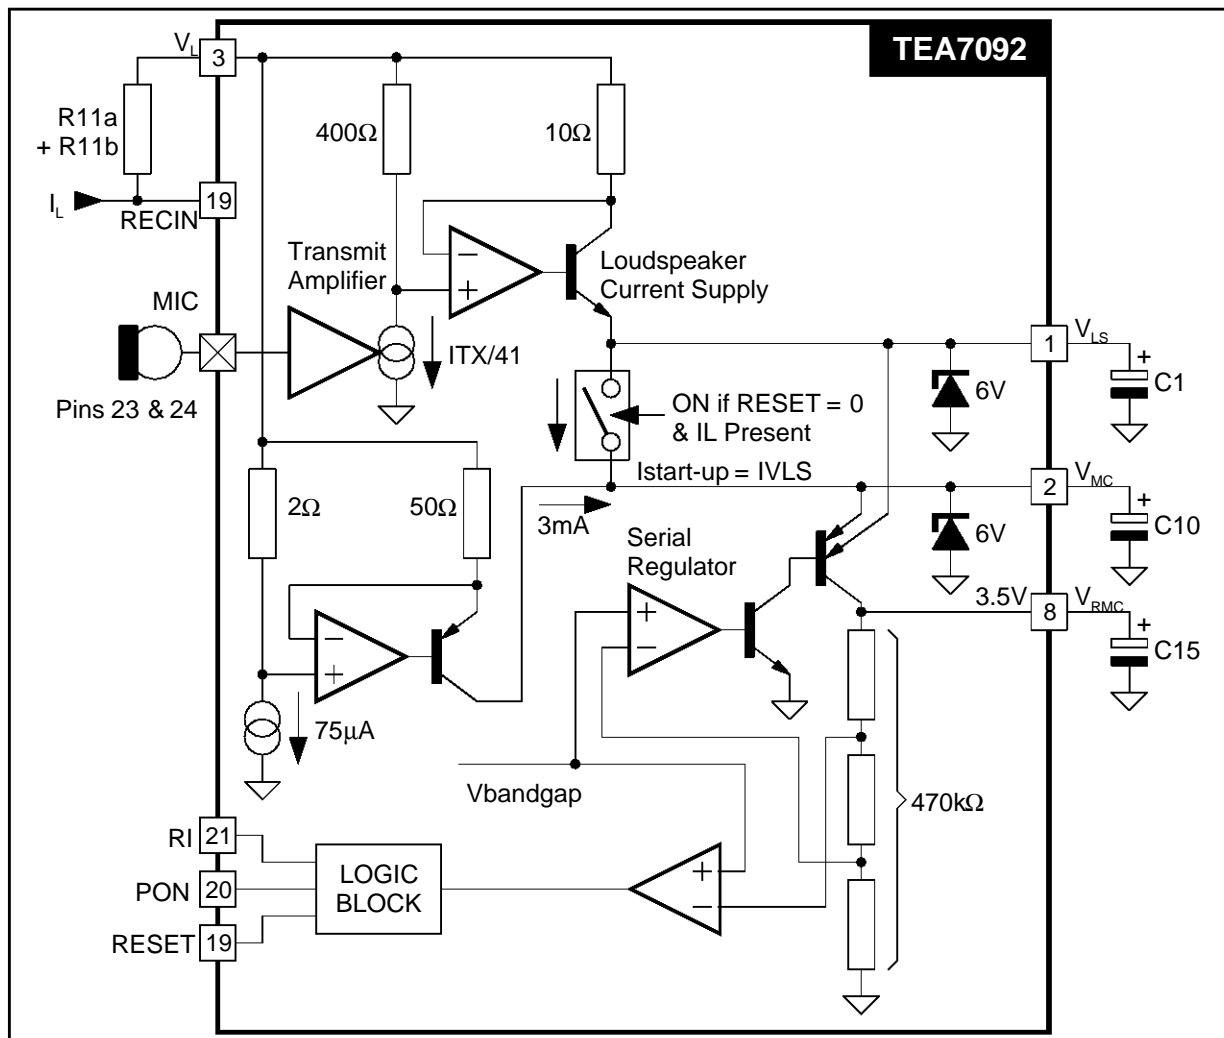 TEA7092
V_L
3
R11a
+ R11b
400Ω
10Ω
I_L
19
RECIN
Transmit
Amplifier
−
+
Loudspeaker
Current Supply
MIC
ITX/41
1
V_LS
+
C1
Pins 23 & 24
ON if RESET = 0
& IL Present
6V
Istart-up = IVLS
2
V_MC
2Ω
50Ω
3mA
+
C10
6V
Serial
Regulator
3.5V
8
V_RMC
+
−
−
+
+
C15
75μA
Vbandgap
470kΩ
RI
21
PON
20
RESET
19
LOGIC
BLOCK
+
−